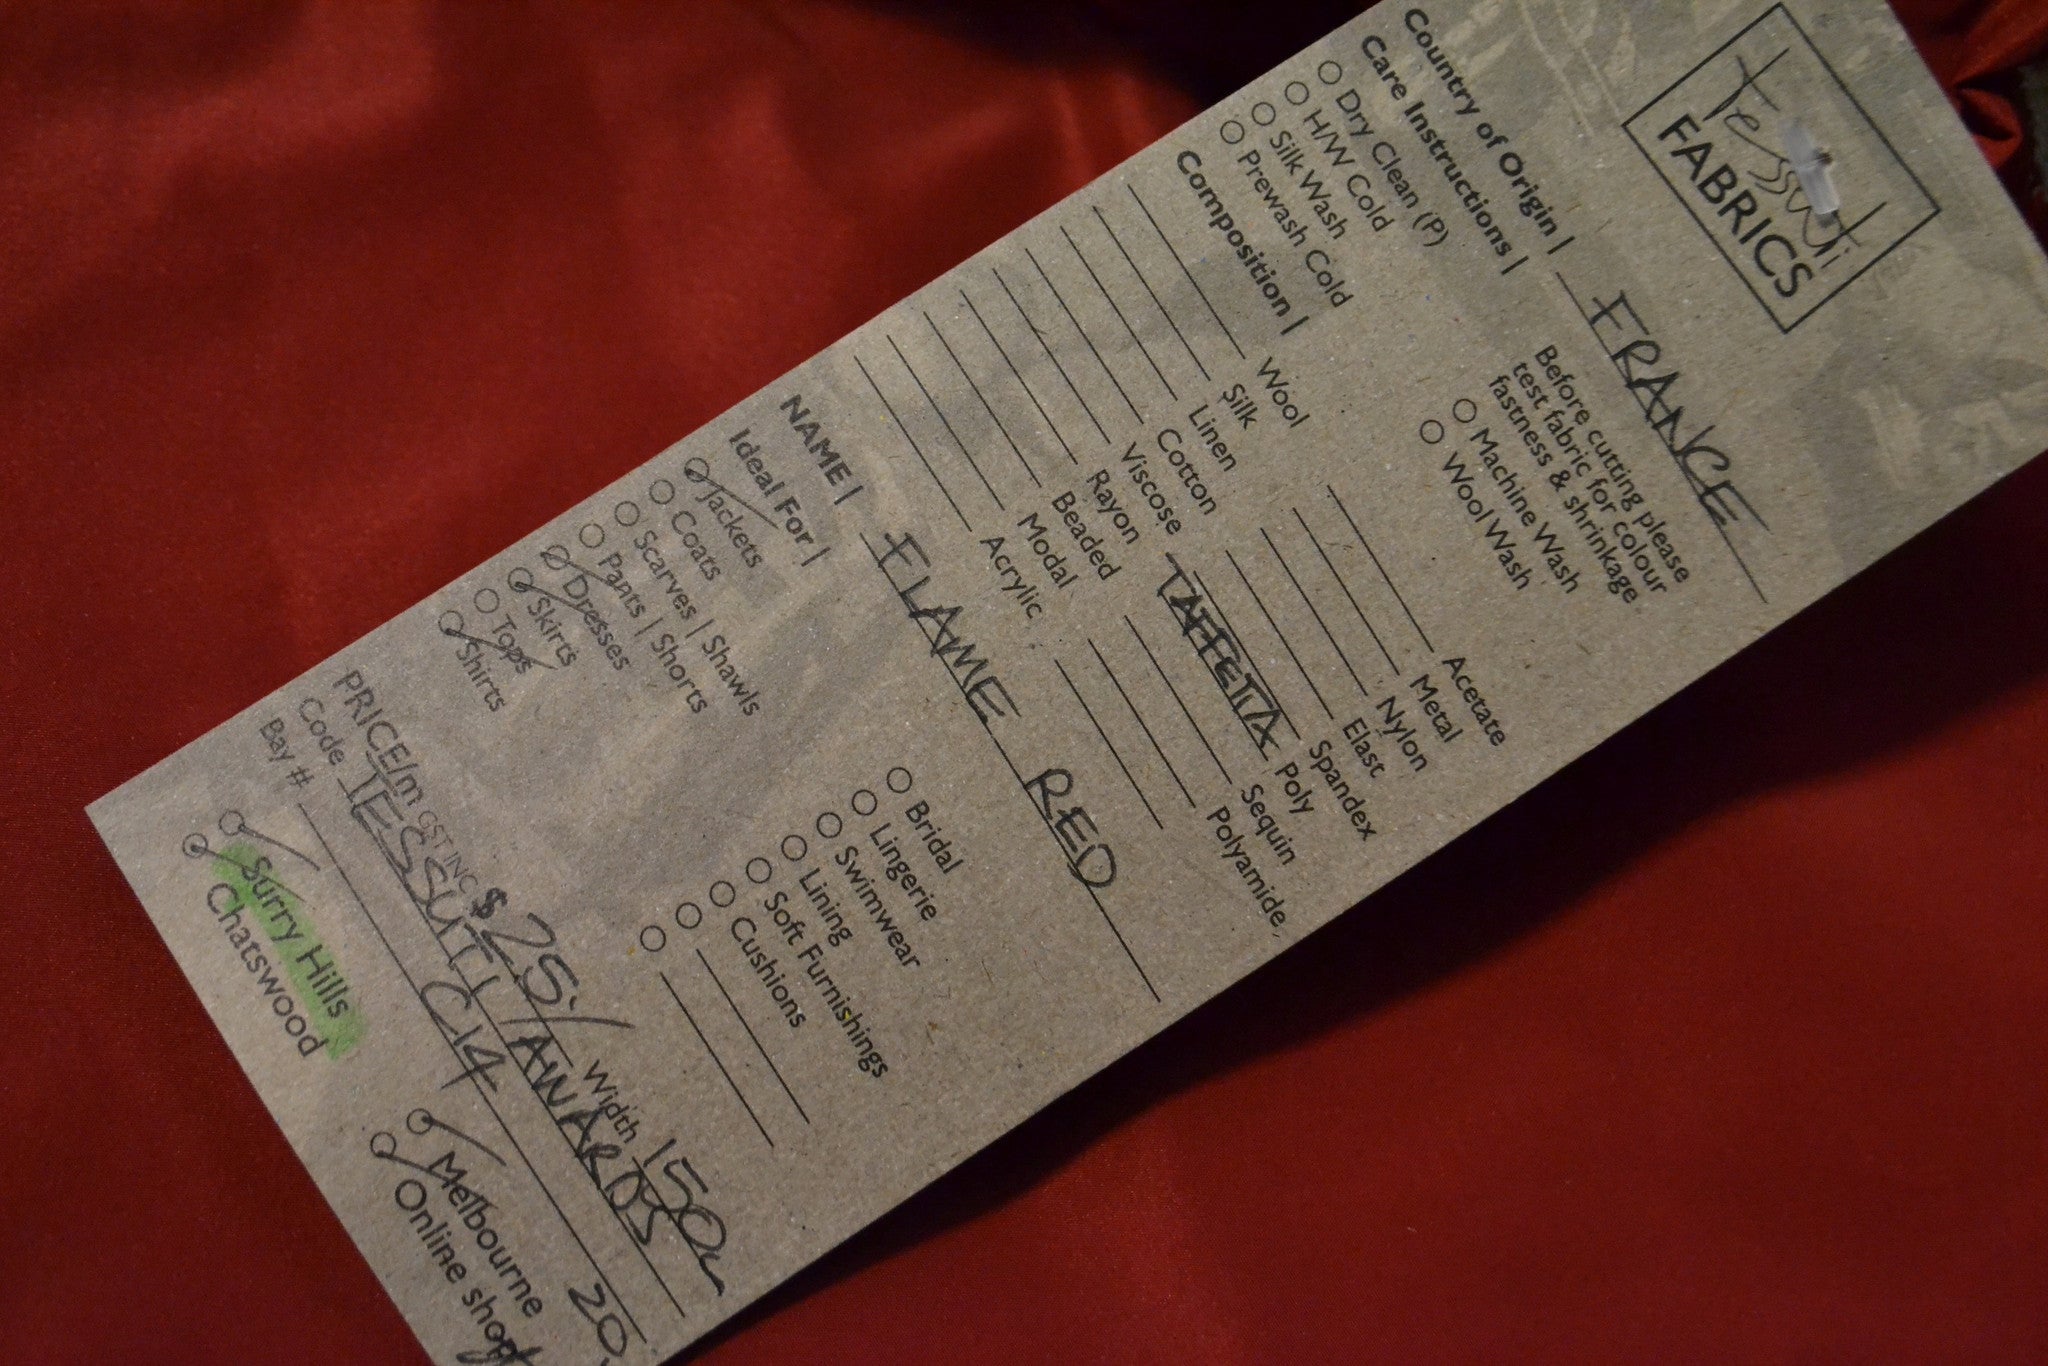 Tessuti
FABRICS
Country of Origin | FRANCE
Care Instructions |
Before cutting please
test fabric for colour
fastness & shrinkage
Dry Clean (P)
H/W Cold
Silk Wash
Prewash Cold
Machine Wash
Wool Wash
Composition |
Wool
Silk
Linen
Cotton
Viscose
Rayon
Beaded
Modal
Acrylic
Acetate
Metal
Nylon
Elast
Spandex
TAFFETTA Poly
Sequin
Polyamide,
NAME | FLAME RED
Ideal For |
Jackets
Coats
Scarves | Shawls
Pants | Shorts
Dresses
Skirts
Tops
Shirts
Bridal
Lingerie
Swimwear
Lining
Soft Furnishings
Cushions
PRICE/m GST INC $25/ Width 150
Code TESSUTI AWARDS
Bay # C14 20
Surry Hills
Chatswood
Melbourne
Online shop